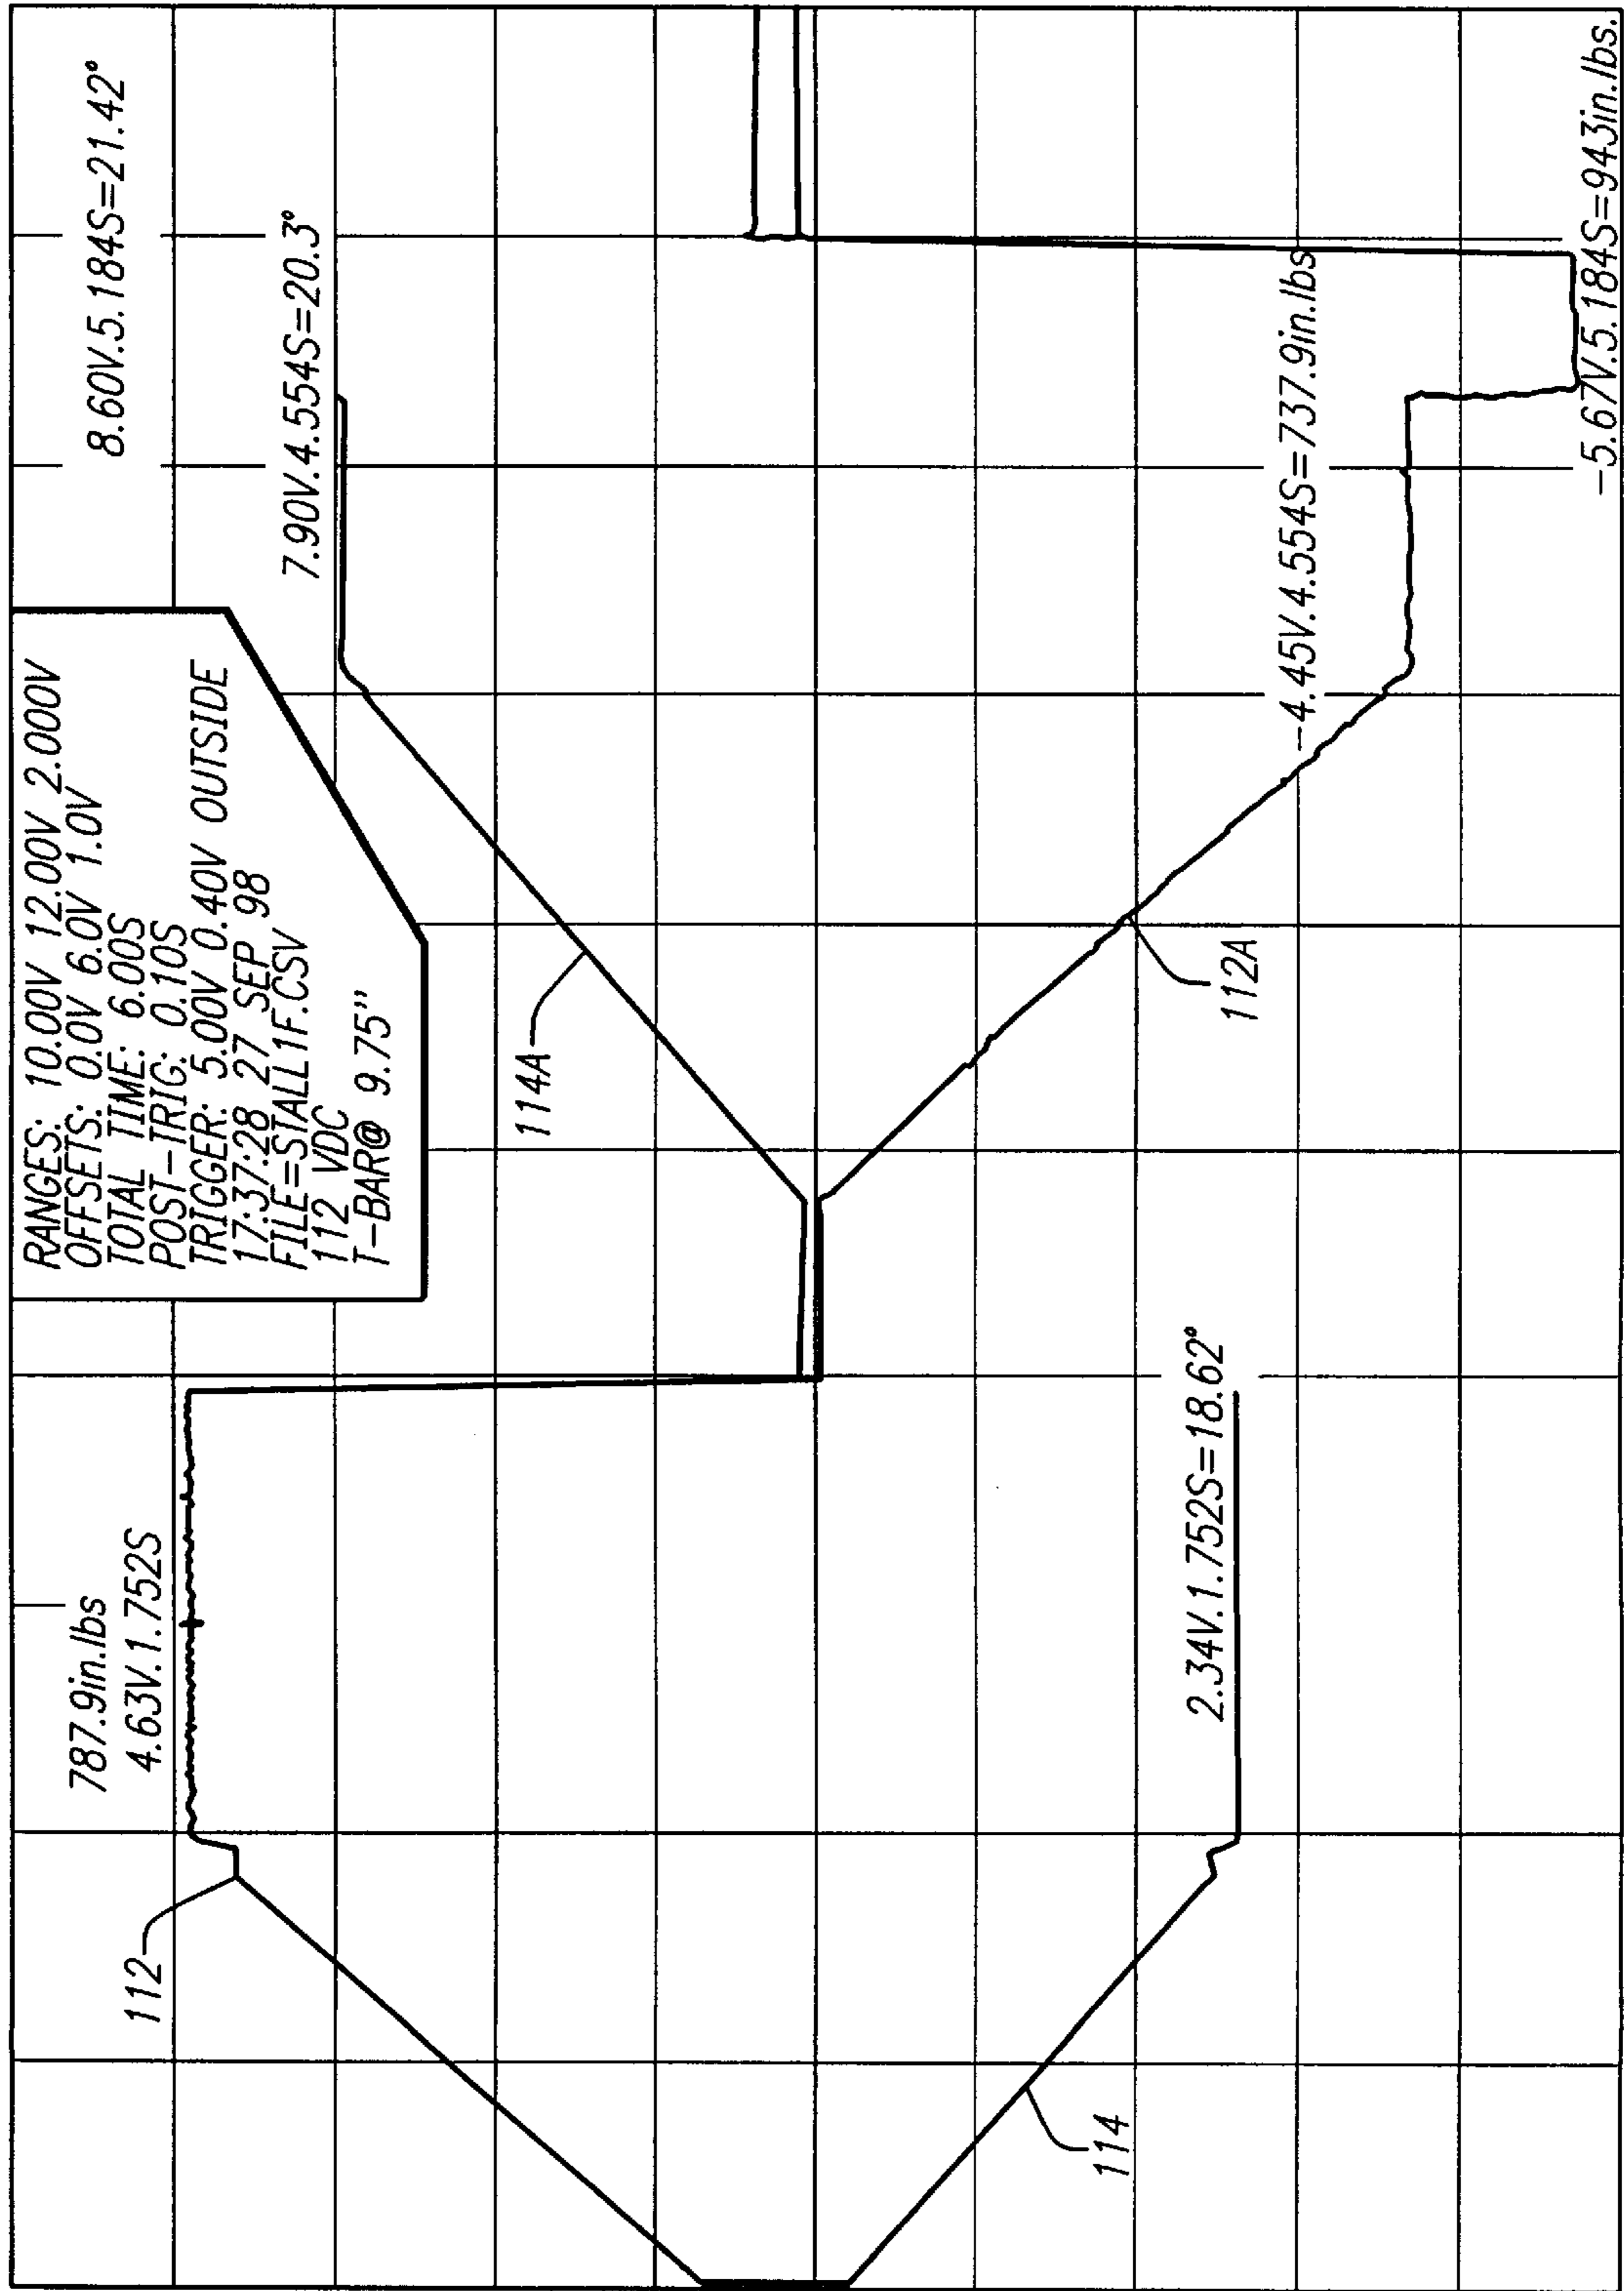 RANGES: 10.00V 12.00V 2.000V
OFFSETS: 0.0V 6.0V 1.0V
TOTAL TIME: 6.00S
POST-TRIG: 0.10S
TRIGGER: 5.00V 0.40V OUTSIDE
17:37:28 27 SEP 98
FILE=STALL1F.CSV
112 VDC
T-BAR@ 9.75"
8.60V.5.184S=21.42°
787.9in.lbs
4.63V.1.752S
112
7.90V.4.554S=20.3°
114A
112A
-4.45V.4.554S=737.9in.lbs
2.34V.1.752S=18.62°
114
-5.67V.5.184S=943in.lbs.